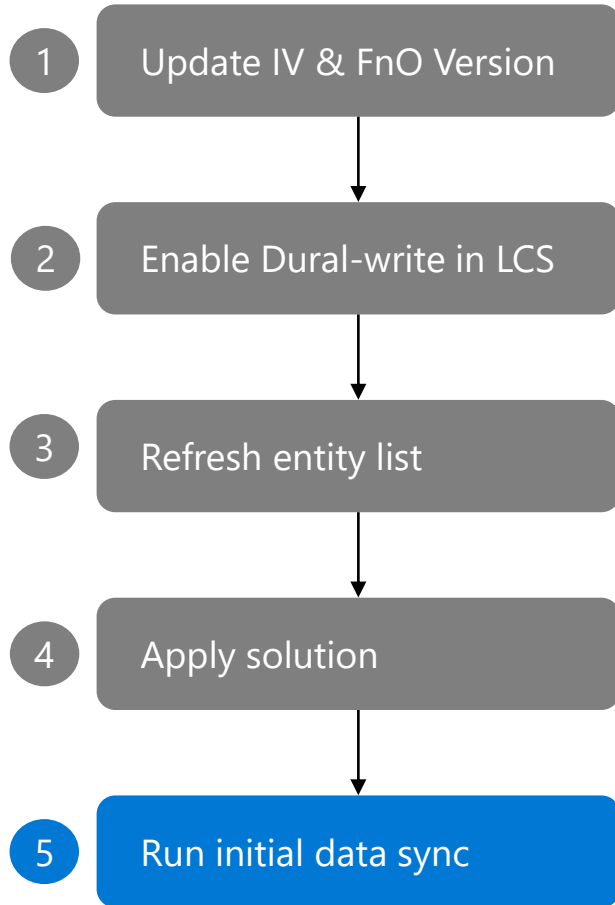 1 Update IV & FnO Version
2 Enable Dural-write in LCS
3 Refresh entity list
4 Apply solution
5 Run initial data sync